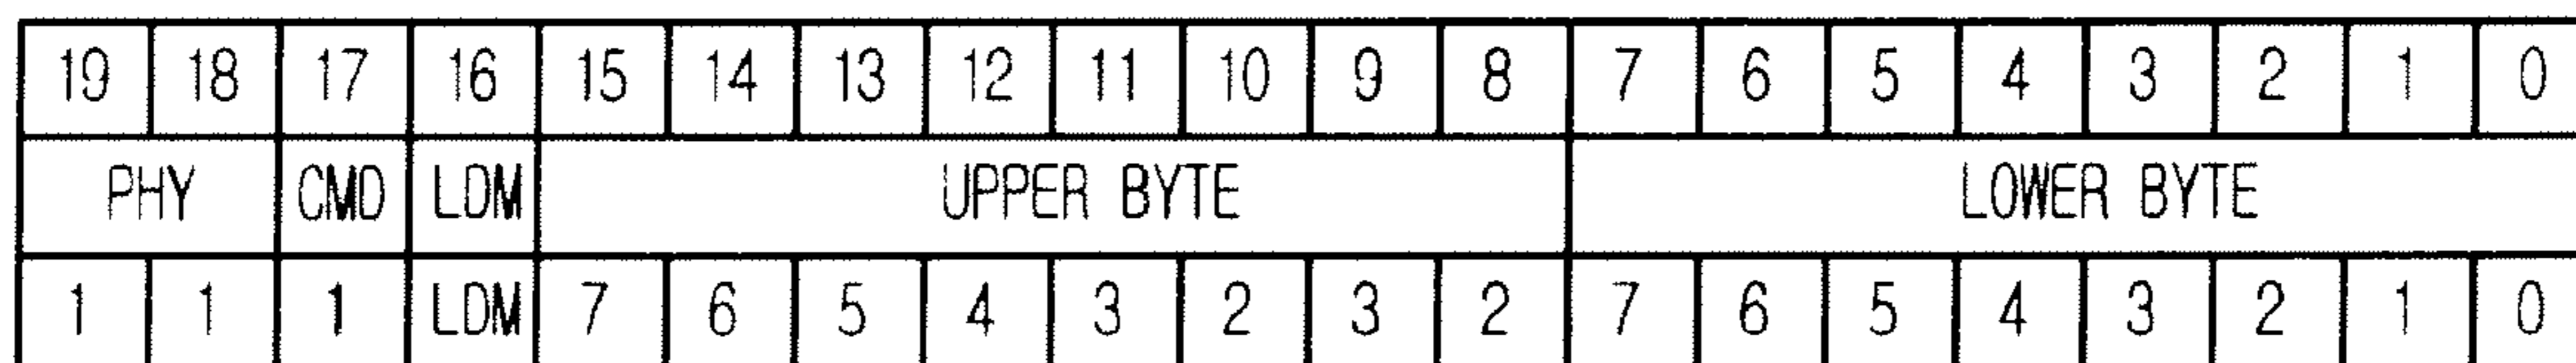 19 18 17 16 15 14 13 12 11 10 9 8 7 6 5 4 3 2 1 0
PHY CMD LDM UPPER BYTE LOWER BYTE
1 1 1 LDM 7 6 5 4 3 2 3 2 7 6 5 4 3 2 1 0